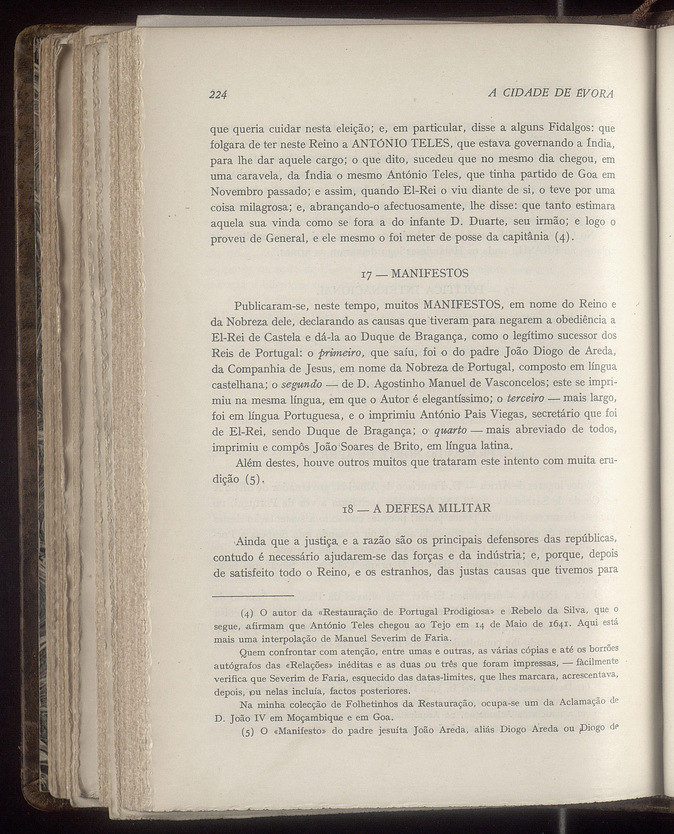 224
A CIDADE DE ÉVORA
que queria cuidar nesta eleição; e, em particular, disse a alguns Fidalgos: que
folgara de ter neste Reino a ANTÓNIO TELES, que estava governando a Índia,
para lhe dar aquele cargo; o que dito, sucedeu que no mesmo dia chegou, em
uma caravela, da Índia o mesmo António Teles, que tinha partido de Goa em
Novembro passado; e assim, quando El-Rei o viu diante de si, o teve por uma
coisa milagrosa; e, abrançando-o afectuosamente, lhe disse: que tanto estimara
aquela sua vinda como se fora a do infante D. Duarte, seu irmão; e logo o
proveu de General, e ele mesmo o foi meter de posse da capitânia (4).
17 — MANIFESTOS
Publicaram-se, neste tempo, muitos MANIFESTOS, em nome do Reino e
da Nobreza dele, declarando as causas que tiveram para negarem a obediência a
El-Rei de Castela e dá-la ao Duque de Bragança, como o legítimo sucessor dos
Reis de Portugal: o primeiro, que saíu, foi o do padre João Diogo de Areda,
da Companhia de Jesus, em nome da Nobreza de Portugal, composto em língua
castelhana; o segundo — de D. Agostinho Manuel de Vasconcelos; este se impri-
miu na mesma língua, em que o Autor é elegantíssimo; o terceiro — mais largo,
foi em língua Portuguesa, e o imprimiu António Pais Viegas, secretário que foi
de El-Rei, sendo Duque de Bragança; o quarto — mais abreviado de todos,
imprimiu e compôs João Soares de Brito, em língua latina.
Além destes, houve outros muitos que trataram este intento com muita eru-
dição (5).
18 — A DEFESA MILITAR
Ainda que a justiça e a razão são os principais defensores das repúblicas,
contudo é necessário ajudarem-se das forças e da indústria; e, porque, depois
de satisfeito todo o Reino, e os estranhos, das justas causas que tivemos para
(4) O autor da «Restauração de Portugal Prodigiosa» e Rebelo da Silva, que o
segue, afirmam que António Teles chegou ao Tejo em 14 de Maio de 1641. Aqui está
mais uma interpolação de Manuel Severim de Faria.
Quem confrontar com atenção, entre umas e outras, as várias cópias e até os borrões
autógrafos das «Relações» inéditas e as duas ou três que foram impressas, — fàcilmente
verifica que Severim de Faria, esquecido das datas-limites, que lhes marcara, acrescentava,
depois, ou nelas incluía, factos posteriores.
Na minha colecção de Folhetinhos da Restauração, ocupa-se um da Aclamação de
D. João IV em Moçambique e em Goa.
(5) O «Manifesto» do padre jesuíta João Areda, aliás Diogo Areda ou Diogo de